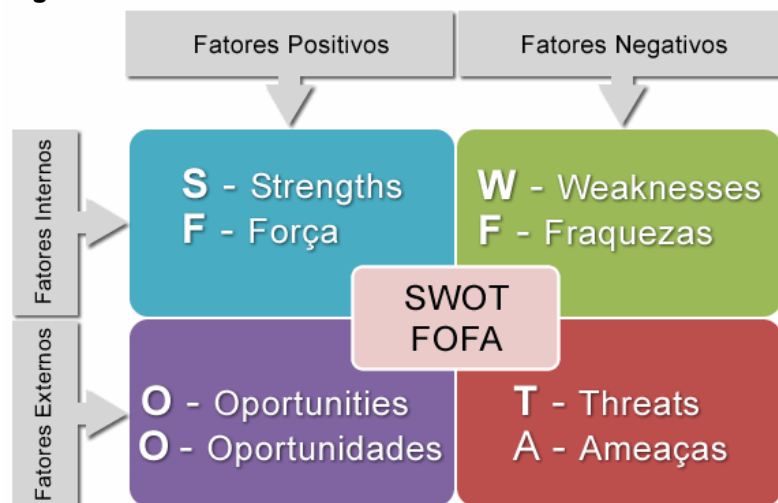 Fatores Positivos
Fatores Negativos
Fatores Internos
S - Strengths
F - Força
W - Weaknesses
F - Fraquezas
SWOT
FOFA
Fatores Externos
O - Oportunities
O - Oportunidades
T - Threats
A - Ameaças